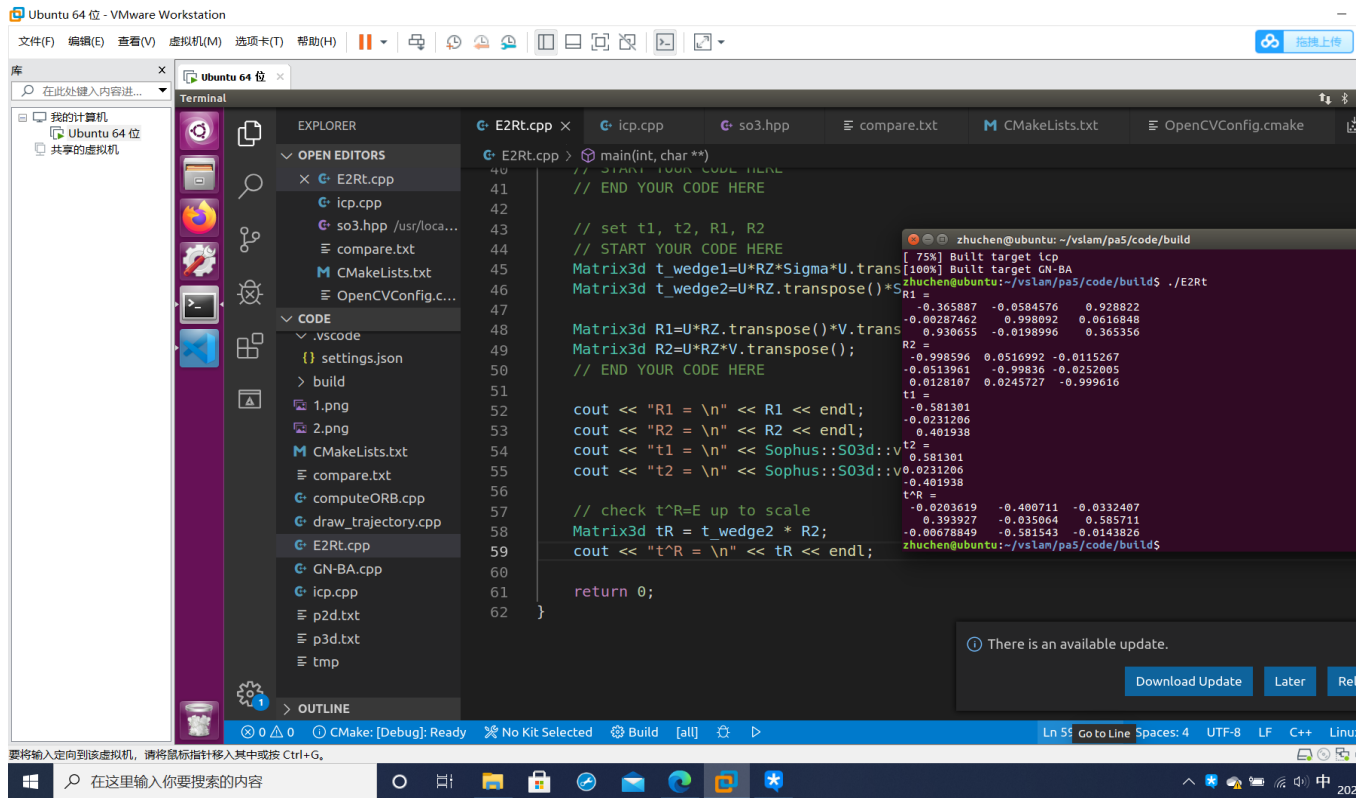 Ubuntu 64 位 - VMware Workstation
文件(F) 编辑(E) 查看(V) 虚拟机(M) 选项卡(T) 帮助(H)
拖拽上传
库
在此处键入内容进...
我的计算机
Ubuntu 64 位
共享的虚拟机
Ubuntu 64 位
Terminal
EXPLORER
OPEN EDITORS
E2Rt.cpp
icp.cpp
so3.hpp /usr/loca...
compare.txt
CMakeLists.txt
OpenCVConfig.c...
CODE
.vscode
settings.json
build
1.png
2.png
CMakeLists.txt
compare.txt
computeORB.cpp
draw_trajectory.cpp
E2Rt.cpp
GN-BA.cpp
icp.cpp
p2d.txt
p3d.txt
tmp
OUTLINE
E2Rt.cpp icp.cpp so3.hpp compare.txt CMakeLists.txt OpenCVConfig.cmake
E2Rt.cpp > main(int, char **)
40 // START YOUR CODE HERE
41 // END YOUR CODE HERE
42
43 // set t1, t2, R1, R2
44 // START YOUR CODE HERE
45 Matrix3d t_wedge1=U*RZ*Sigma*U.trans
46 Matrix3d t_wedge2=U*RZ.transpose()*S
47
48 Matrix3d R1=U*RZ.transpose()*V.trans
49 Matrix3d R2=U*RZ*V.transpose();
50 // END YOUR CODE HERE
51
52 cout << "R1 = \n" << R1 << endl;
53 cout << "R2 = \n" << R2 << endl;
54 cout << "t1 = \n" << Sophus::SO3d::v
55 cout << "t2 = \n" << Sophus::SO3d::v
56
57 // check t^R=E up to scale
58 Matrix3d tR = t_wedge2 * R2;
59 cout << "t^R = \n" << tR << endl;
60
61 return 0;
62 }
zhuchen@ubuntu: ~/vslam/pa5/code/build
[ 75%] Built target icp
[100%] Built target GN-BA
zhuchen@ubuntu:~/vslam/pa5/code/build$ ./E2Rt
R1 =
-0.365887 -0.0584576 0.928822
-0.00287462 0.998092 0.0616848
0.930655 -0.0198996 0.365356
R2 =
-0.998596 0.0516992 -0.0115267
-0.0513961 -0.99836 -0.0252005
0.0128107 0.0245727 -0.999616
t1 =
-0.581301
-0.0231206
0.401938
t2 =
0.581301
0.0231206
-0.401938
t^R =
-0.0203619 -0.400711 -0.0332407
0.393927 -0.035064 0.585711
-0.00678849 -0.581543 -0.0143826
zhuchen@ubuntu:~/vslam/pa5/code/build$
There is an available update.
Download Update Later Rel
1
0 0 CMake: [Debug]: Ready No Kit Selected Build [all] Ln 59 Go to Line Spaces: 4 UTF-8 LF C++ Linu
要将输入定向到该虚拟机，请将鼠标指针移入其中或按 Ctrl+G。
在这里输入你要搜索的内容
中
202